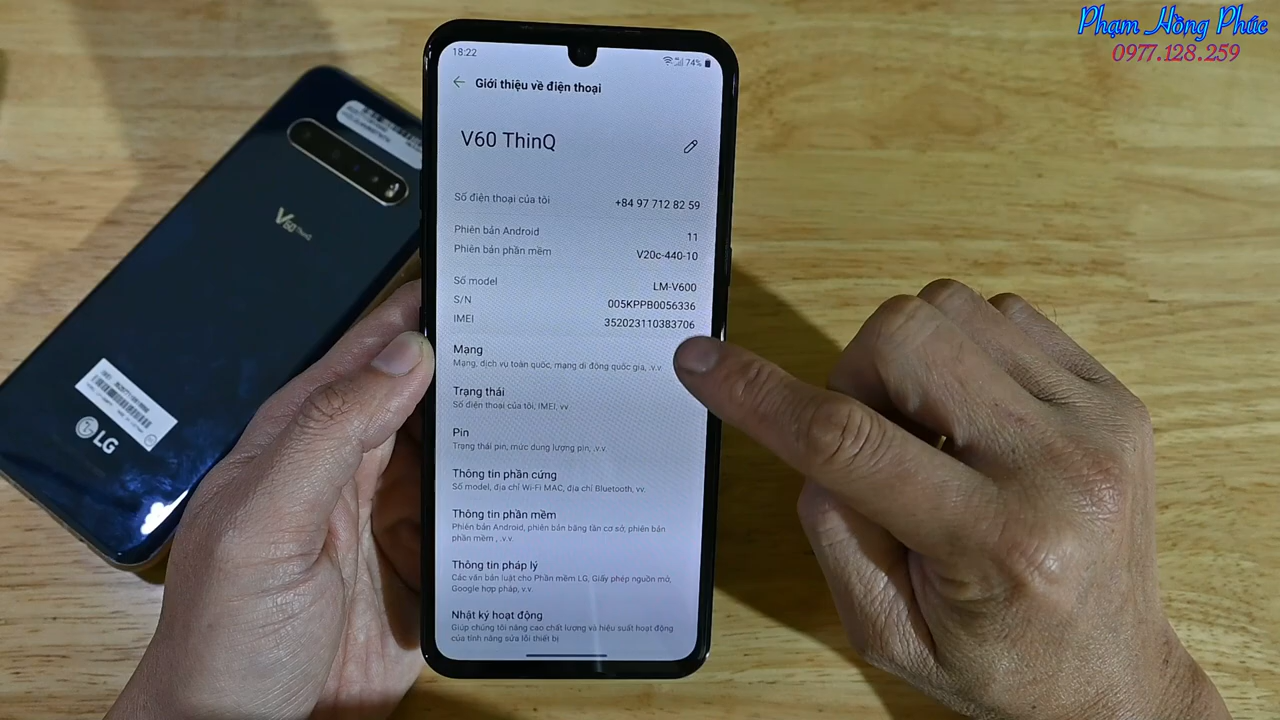 Phạm Hồng Phúc
0977.128.259
18:22
74%
Giới thiệu về điện thoại
V60 ThinQ
Số điện thoại của tôi +84 97 712 82 59
Phiên bản Android 11
Phiên bản phần mềm V20c-440-10
Số model LM-V600
S/N 005KPPB0056336
IMEI 352023110383706
Mạng
Mạng, dịch vụ toàn quốc, mạng di động quốc gia, .v.v.
Trạng thái
Số điện thoại của tôi, IMEI, vv
Pin
Trạng thái pin, mức dung lượng pin, .v.v.
Thông tin phần cứng
Số model, địa chỉ Wi-Fi MAC, địa chỉ Bluetooth, vv.
Thông tin phần mềm
Phiên bản Android, phiên bản băng tần cơ sở, phiên bản
phần mềm , .v.v.
Thông tin pháp lý
Các văn bản luật cho Phần mềm LG, Giấy phép nguồn mở,
Google hợp pháp, v.v.
Nhật ký hoạt động
Giúp chúng tôi nâng cao chất lượng và hiệu suất hoạt động
của tính năng sửa lỗi thiết bị
V60 ThinQ
LG